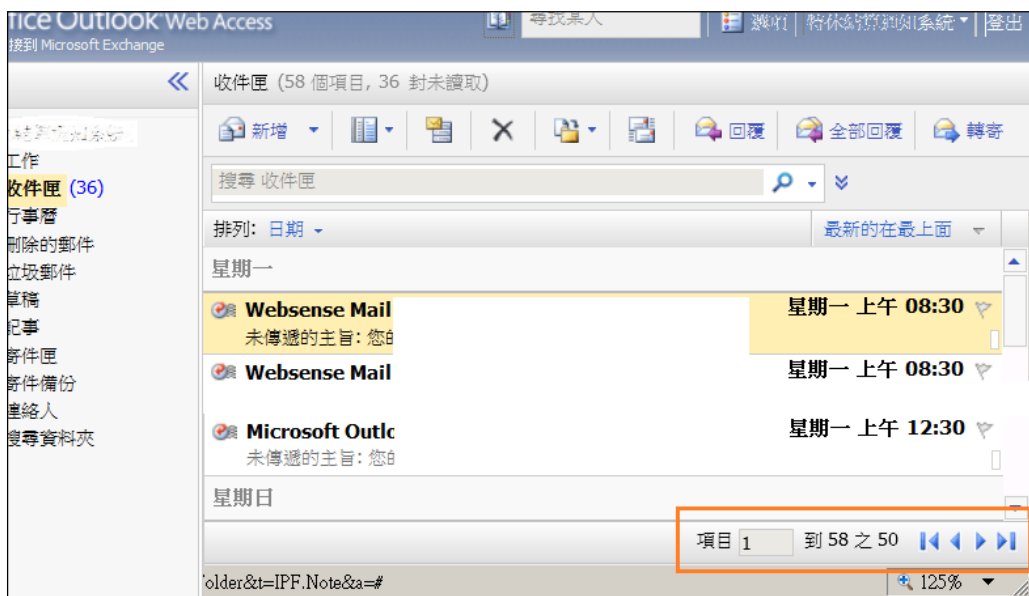 ffice Outlook Web Access
尋找某人
選項
登出
接到 Microsoft Exchange
收件匣 (58 個項目, 36 封未讀取)
新增
回覆
全部回覆
轉寄
工作
收件匣 (36)
行事曆
刪除的郵件
垃圾郵件
草稿
記事
寄件匣
寄件備份
連絡人
搜尋資料夾
搜尋 收件匣
排列: 日期
最新的在最上面
星期一
Websense Mail
星期一 上午 08:30
未傳遞的主旨: 您的
Websense Mail
星期一 上午 08:30
Microsoft Outlo
星期一 上午 12:30
未傳遞的主旨: 您的
星期日
項目 1 到 58 之 50
older&t=IPF.Note&a=#
125%